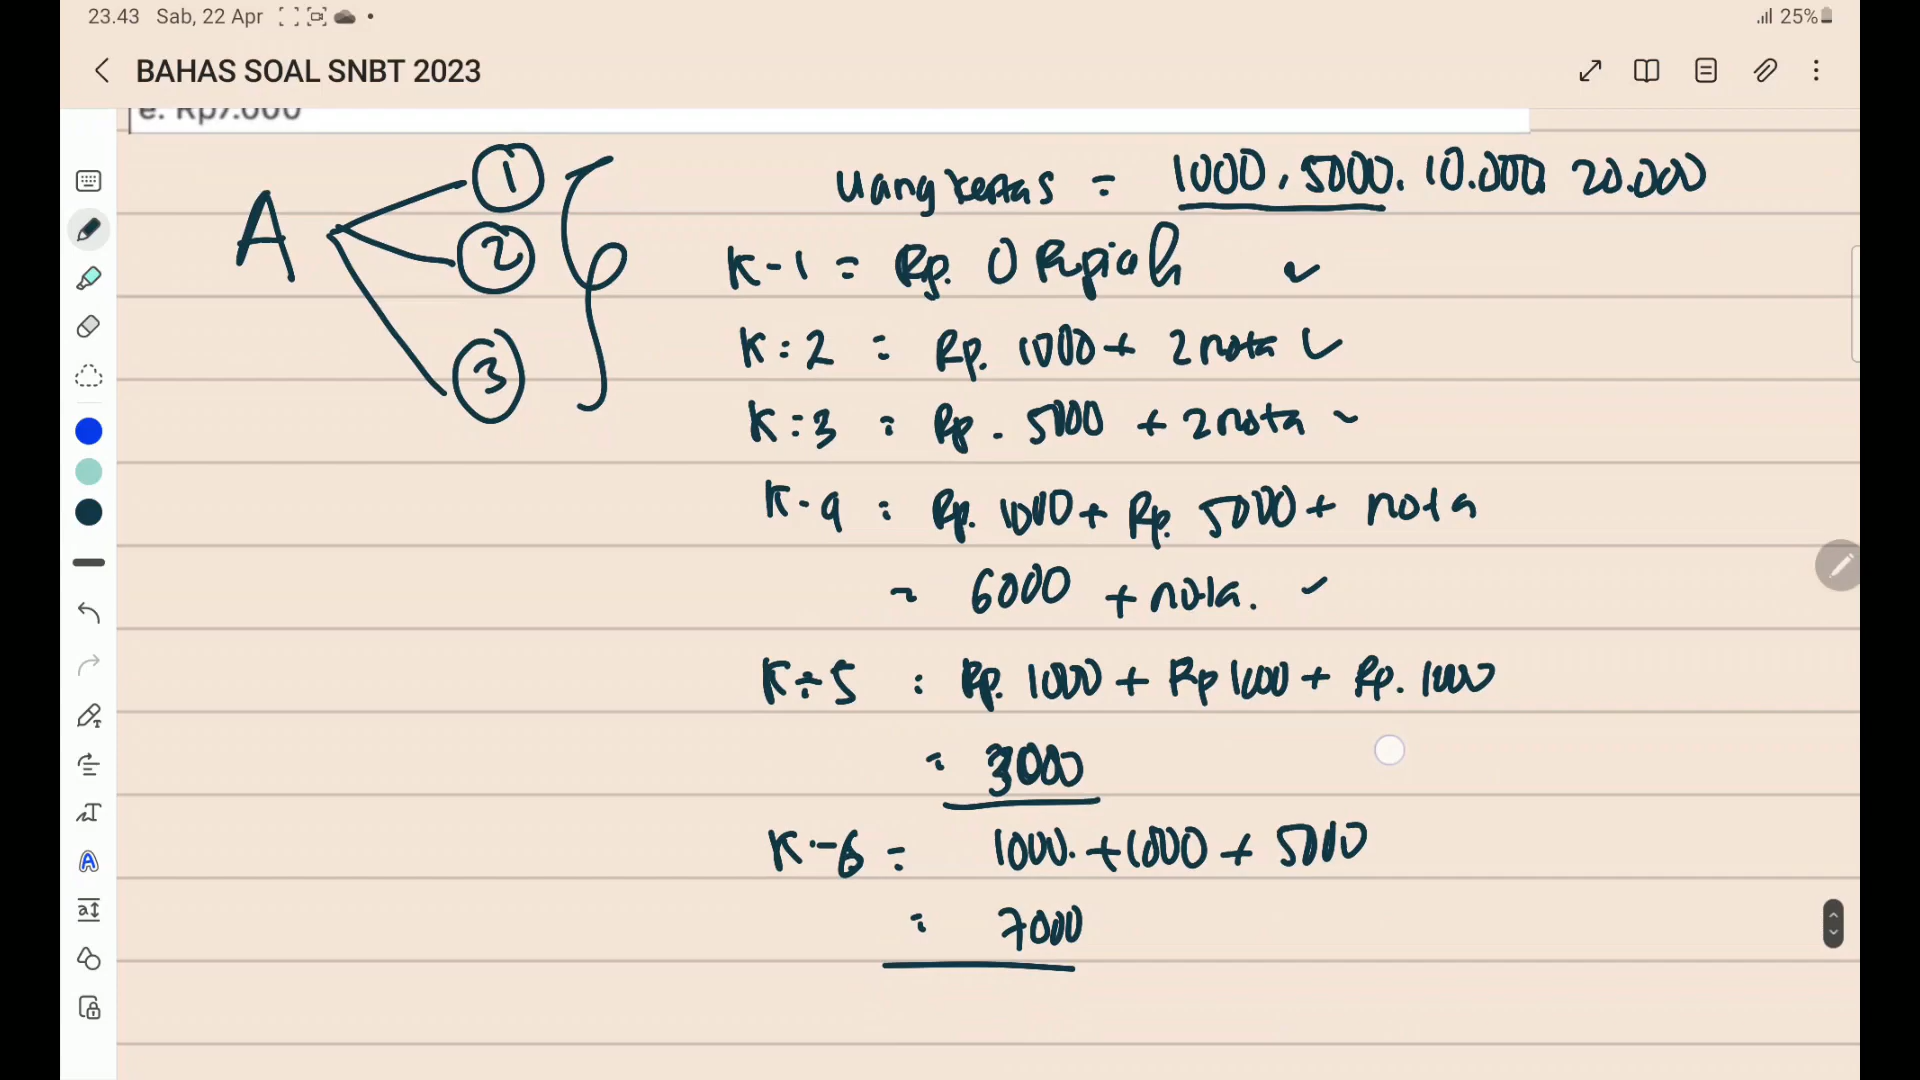 23.43 Sab, 22 Apr
25%
BAHAS SOAL SNBT 2023
e. Rp7.000
A
1
2
3
uang kertas = 1000, 5000. 10.000 20.000
K-1 = Rp. 0 Rupiah
K:2 = Rp. 1000 + 2 nota
K:3 = Rp. 5000 + 2 nota
K-4 = Rp. 1000 + Rp. 5000 + nota
= 6000 + nota.
K-5 : Rp. 1000 + Rp 1000 + Rp. 1000
= 3000
K-6 = 1000. + 1000 + 5000
= 7000